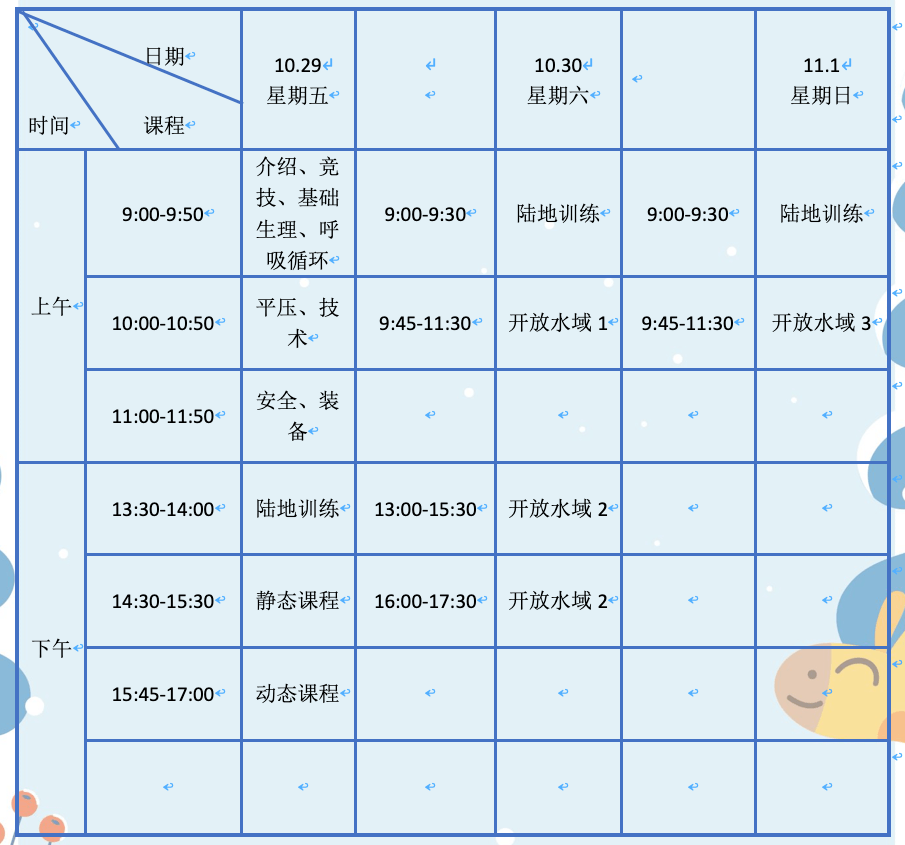 日期
时间
课程
10.29
星期五
10.30
星期六
11.1
星期日
上午
9:00-9:50
介绍、竞
技、基础
生理、呼
吸循环
9:00-9:30
陆地训练
9:00-9:30
陆地训练
10:00-10:50
平压、技
术
9:45-11:30
开放水域 1
9:45-11:30
开放水域 3
11:00-11:50
安全、装
备
下午
13:30-14:00
陆地训练
13:00-15:30
开放水域 2
14:30-15:30
静态课程
16:00-17:30
开放水域 2
15:45-17:00
动态课程